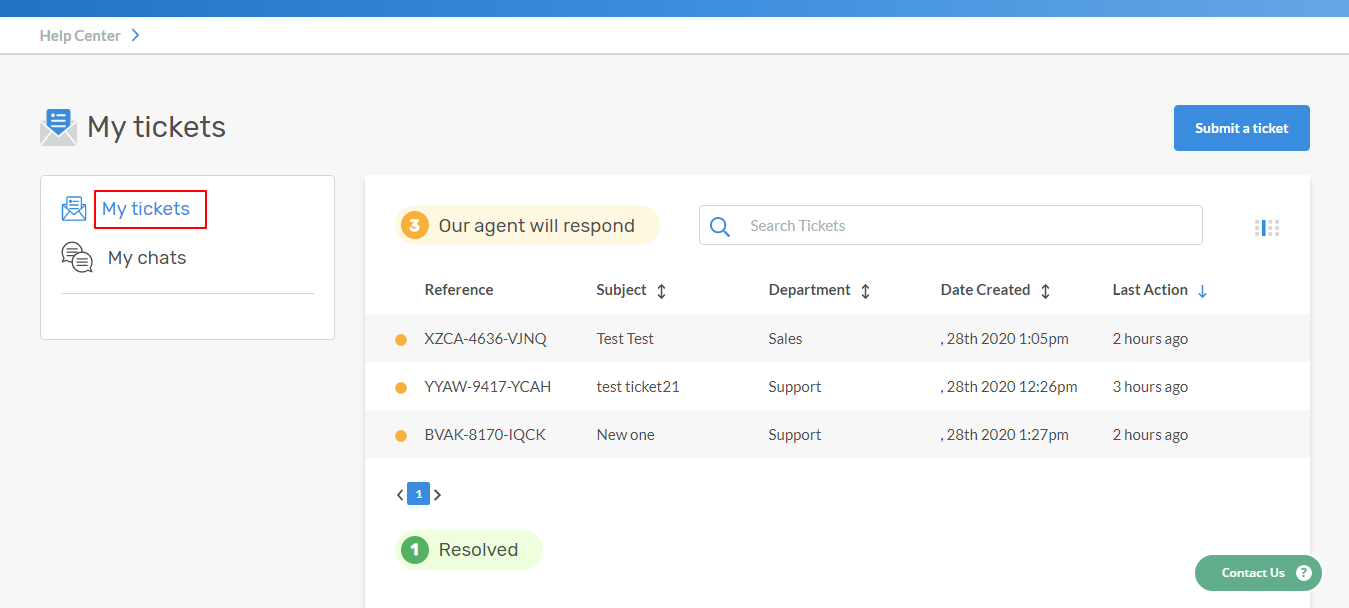 Help Center
My tickets
Submit a ticket
My tickets
My chats
3 Our agent will respond
Search Tickets
Reference Subject Department Date Created Last Action
XZCA-4636-VJNQ Test Test Sales , 28th 2020 1:05pm 2 hours ago
YYAW-9417-YCAH test ticket21 Support , 28th 2020 12:26pm 3 hours ago
BVAK-8170-IQCK New one Support , 28th 2020 1:27pm 2 hours ago
1
1 Resolved
Contact Us ?